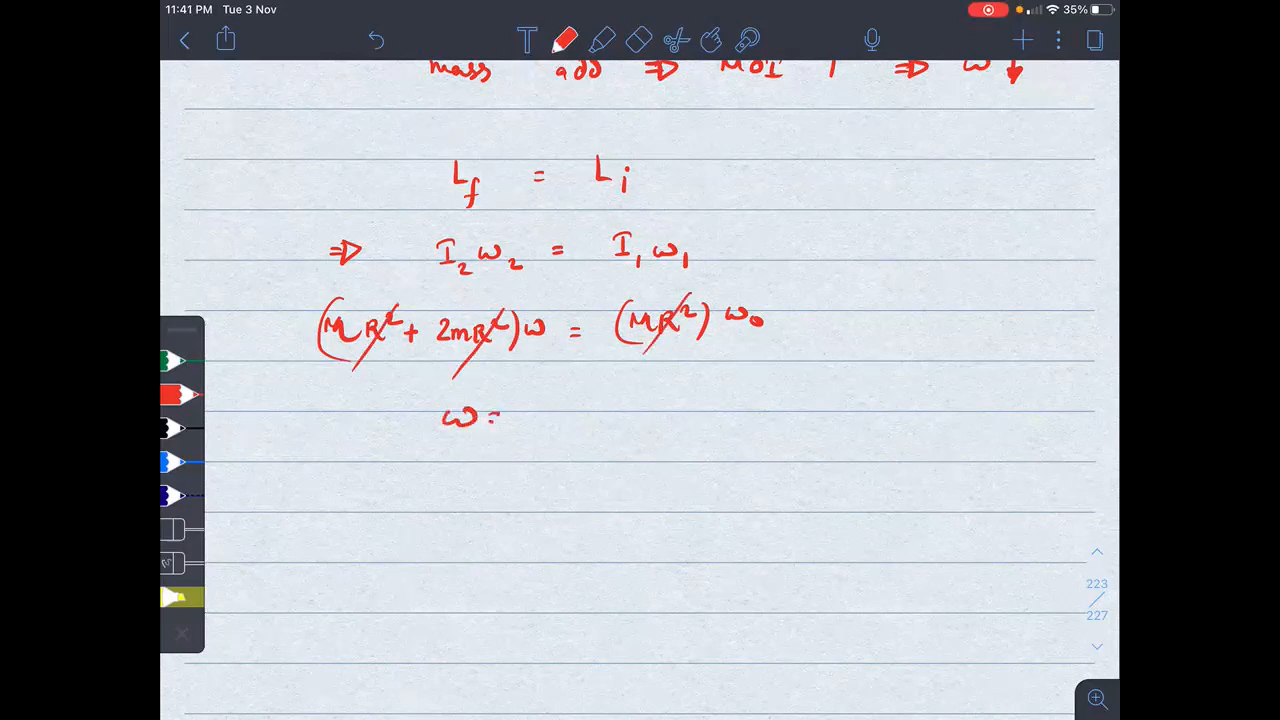 11:41 PM Tue 3 Nov 35%
T
mass add ⇒ MOI ↑ ⇒ ω ↓
L_f = L_i
⇒ I₂ω₂ = I₁ω₁
(MR² + 2mR²)ω = (MR²)ω₀
ω =
223
227